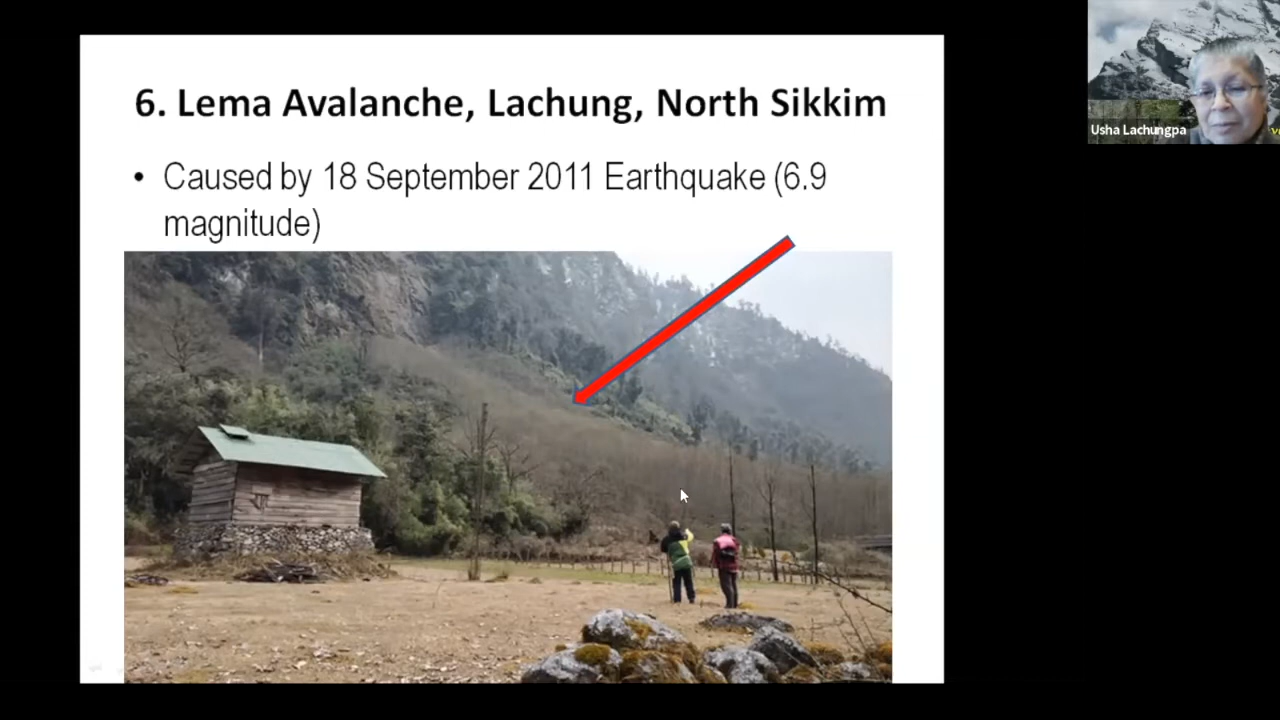 6. Lema Avalanche, Lachung, North Sikkim
• Caused by 18 September 2011 Earthquake (6.9
magnitude)
Usha Lachungpa